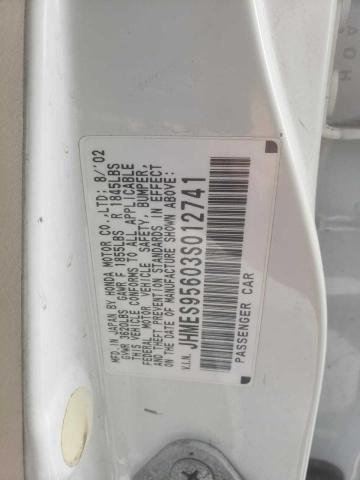 MFD. IN JAPAN BY HONDA MOTOR CO., LTD: 8/'02
GVWR 3620LBS GAWR F 1855LBS R 1845LBS
THIS VEHICLE CONFORMS TO ALL APPLICABLE
FEDERAL MOTOR VEHICLE SAFETY, BUMPER,
AND THEFT PREVENTION STANDARDS IN EFFECT
ON THE DATE OF MANUFACTURE SHOWN ABOVE:
V.I.N. JHMES95603S012741
PASSENGER CAR